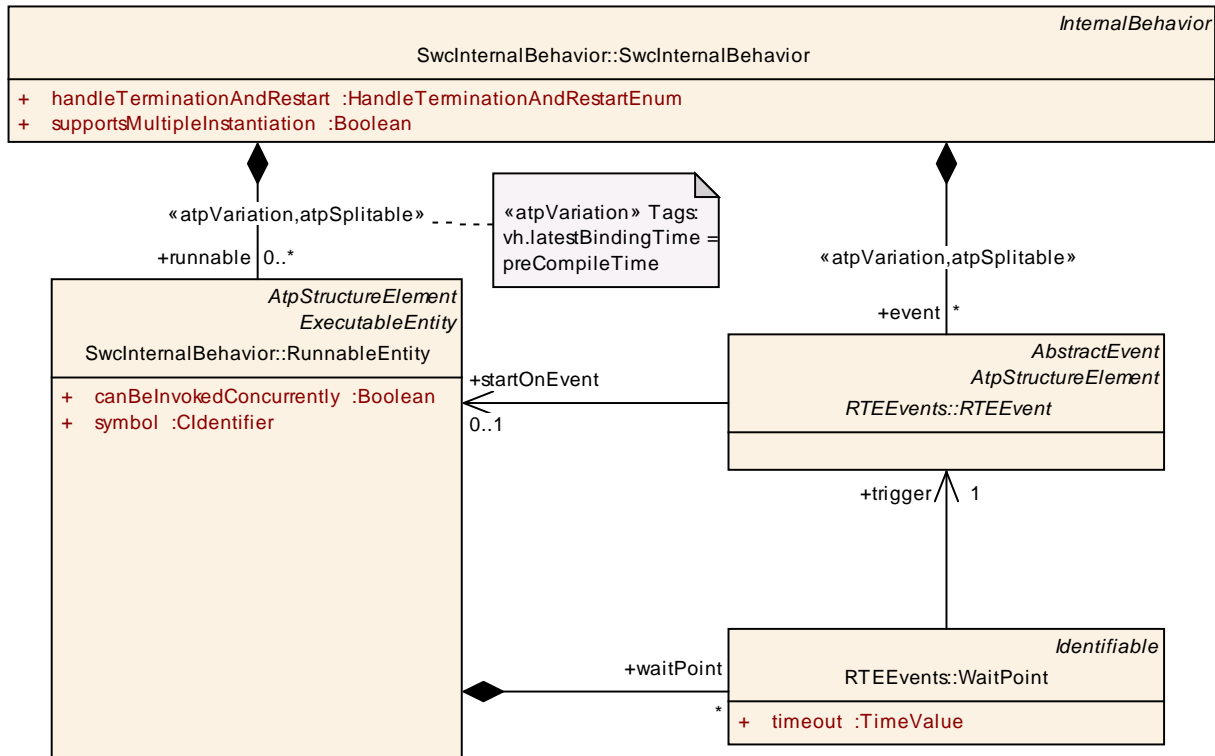 InternalBehavior
SwcInternalBehavior::SwcInternalBehavior
+ handleTerminationAndRestart :HandleTerminationAndRestartEnum
+ supportsMultipleInstantiation :Boolean
«atpVariation,atpSplitable»
«atpVariation» Tags:
vh.latestBindingTime =
preCompileTime
«atpVariation,atpSplitable»
+runnable 0..*
+event *
AtpStructureElement
ExecutableEntity
SwcInternalBehavior::RunnableEntity
+ canBeInvokedConcurrently :Boolean
+ symbol :CIdentifier
+startOnEvent
0..1
AbstractEvent
AtpStructureElement
RTEEvents::RTEEvent
+trigger 1
+waitPoint
*
Identifiable
RTEEvents::WaitPoint
+ timeout :TimeValue